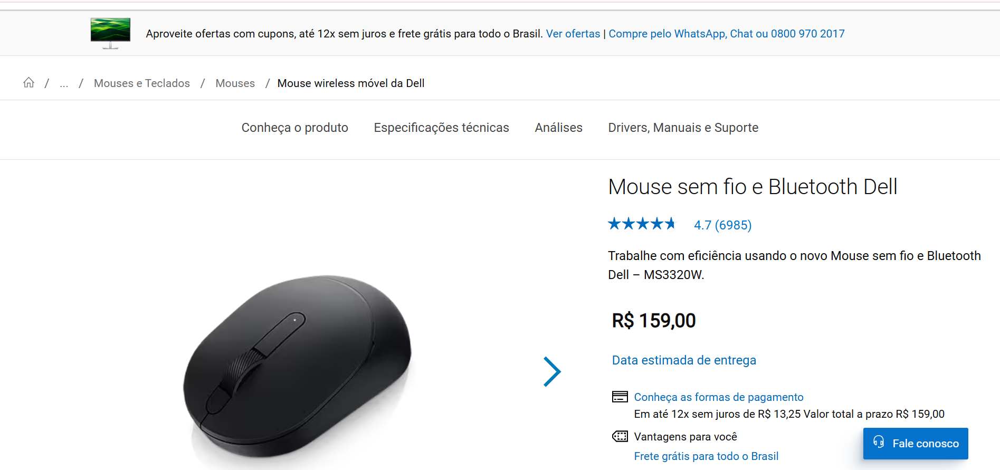 Aproveite ofertas com cupons, até 12x sem juros e frete grátis para todo o Brasil. Ver ofertas | Compre pelo WhatsApp, Chat ou 0800 970 2017
/ ... / Mouses e Teclados / Mouses / Mouse wireless móvel da Dell
Conheça o produto Especificações técnicas Análises Drivers, Manuais e Suporte
Mouse sem fio e Bluetooth Dell
4.7 (6985)
Trabalhe com eficiência usando o novo Mouse sem fio e Bluetooth
Dell – MS3320W.
R$ 159,00
Data estimada de entrega
Conheça as formas de pagamento
Em até 12x sem juros de R$ 13,25 Valor total a prazo R$ 159,00
Vantagens para você
Frete grátis para todo o Brasil
Fale conosco